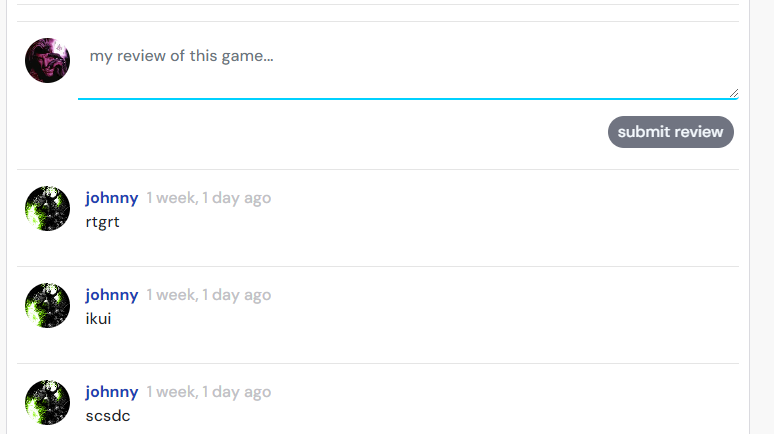 my review of this game...
submit review
johnny 1 week, 1 day ago
rtgrt
johnny 1 week, 1 day ago
ikui
johnny 1 week, 1 day ago
scsdc